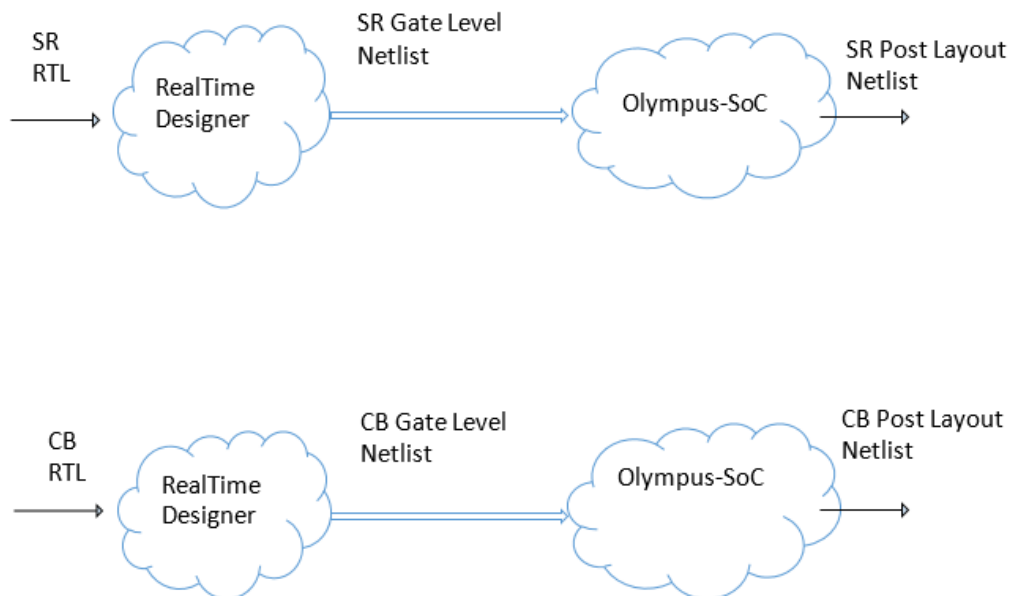 SR
RTL
RealTime
Designer
SR Gate Level
Netlist
Olympus-SoC
SR Post Layout
Netlist
CB
RTL
RealTime
Designer
CB Gate Level
Netlist
Olympus-SoC
CB Post Layout
Netlist